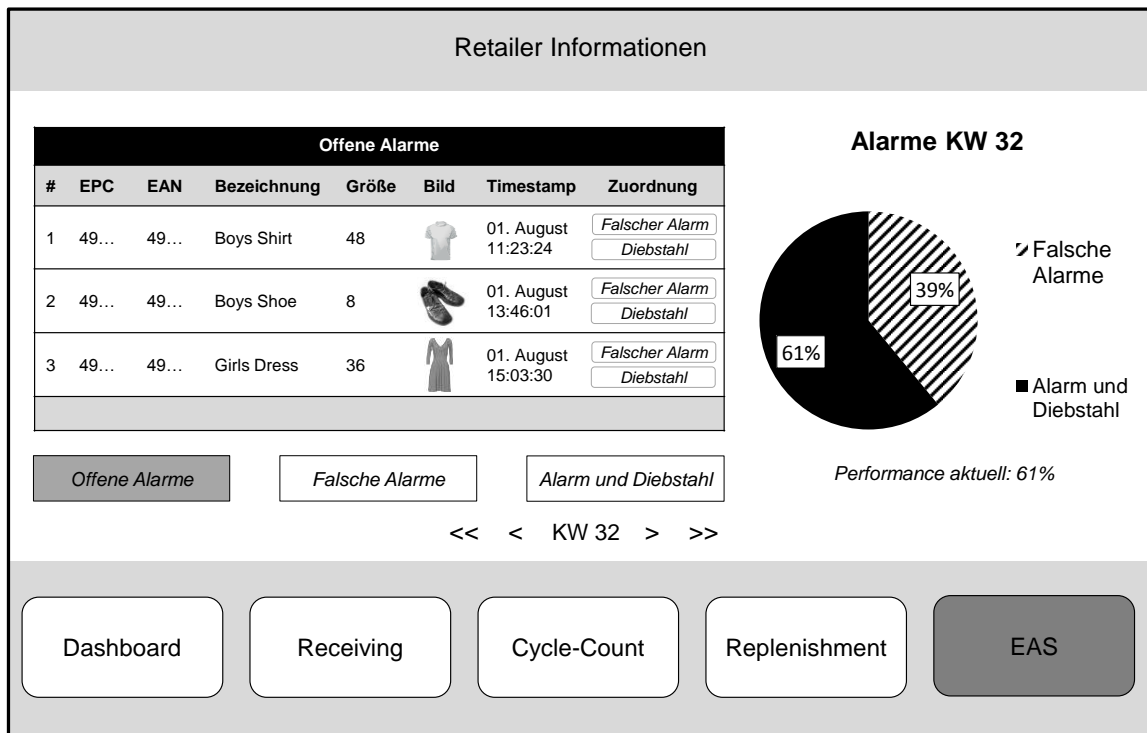 Retailer Informationen
Offene Alarme
# EPC EAN Bezeichnung Größe Bild Timestamp Zuordnung
1 49… 49… Boys Shirt 48 01. August 11:23:24 Falscher Alarm Diebstahl
2 49… 49… Boys Shoe 8 01. August 13:46:01 Falscher Alarm Diebstahl
3 49… 49… Girls Dress 36 01. August 15:03:30 Falscher Alarm Diebstahl
Offene Alarme Falsche Alarme Alarm und Diebstahl
<< < KW 32 > >>
Alarme KW 32
39%
61%
Falsche
Alarme
Alarm und
Diebstahl
Performance aktuell: 61%
Dashboard Receiving Cycle-Count Replenishment EAS